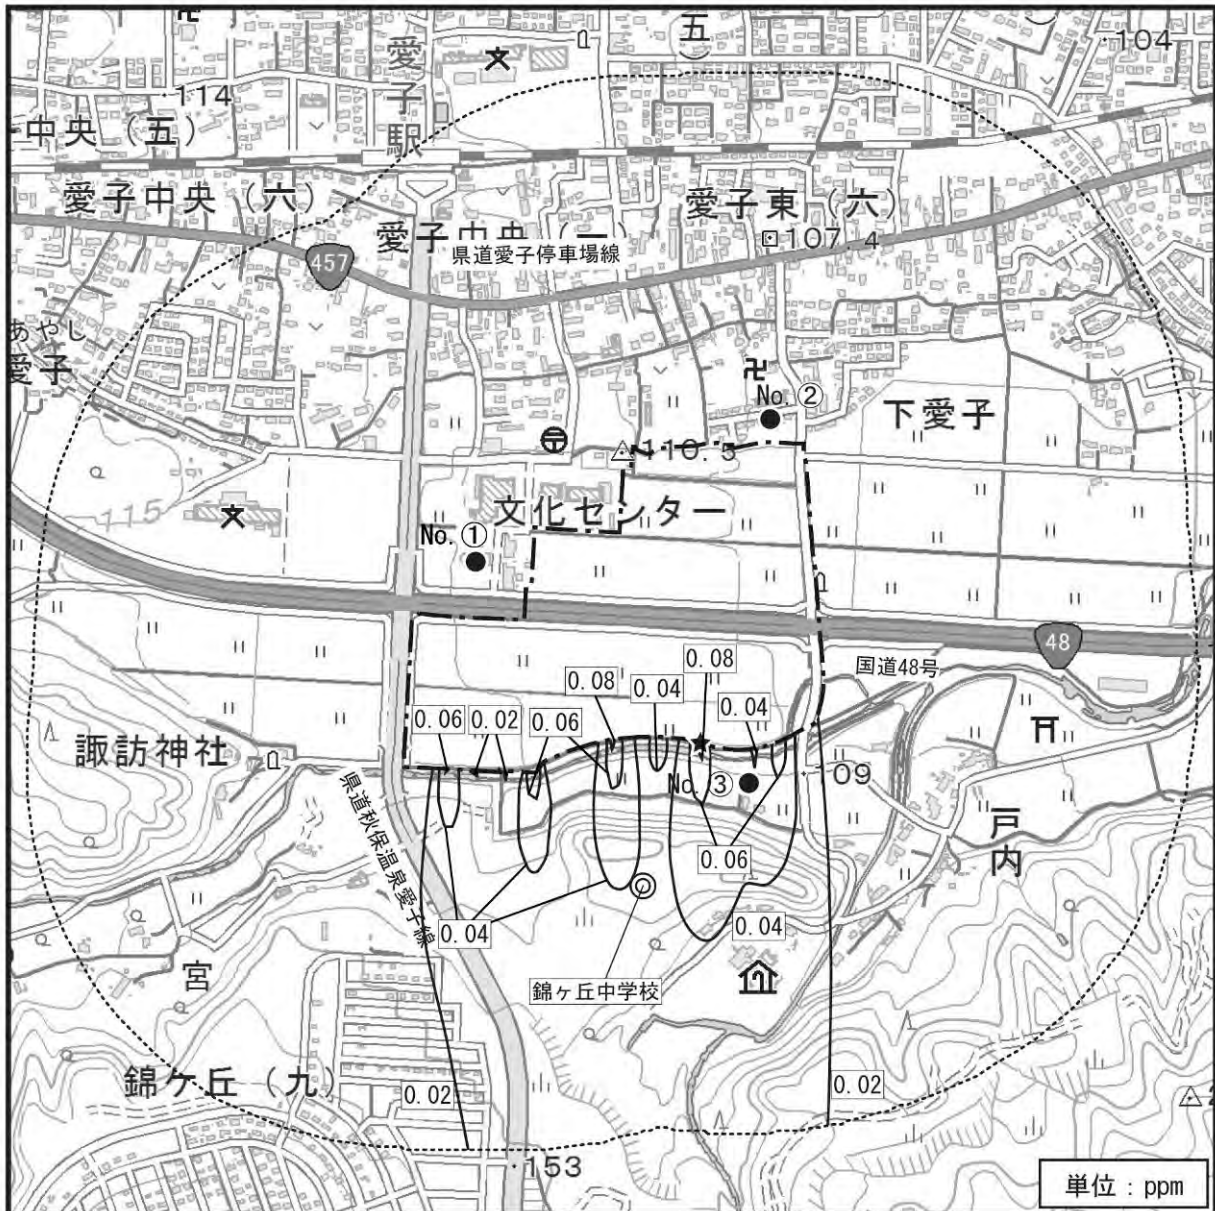 五
104
愛子駅
114
中央（五）
愛子中央（六）
愛子東（六）
愛子中央（一）
県道愛子停車場線
107.4
457
あやし
愛子
No.②
下愛子
110.5
115
文化センター
No.①
48
国道48号
0.08
0.08
0.04
0.04
0.06
0.02
0.06
諏訪神社
No.③
09
県道秋保温泉愛子線
戸内
0.06
0.04
0.04
宮
錦ヶ丘中学校
錦ケ丘（九）
0.02
0.02
2
153
単位：ppm